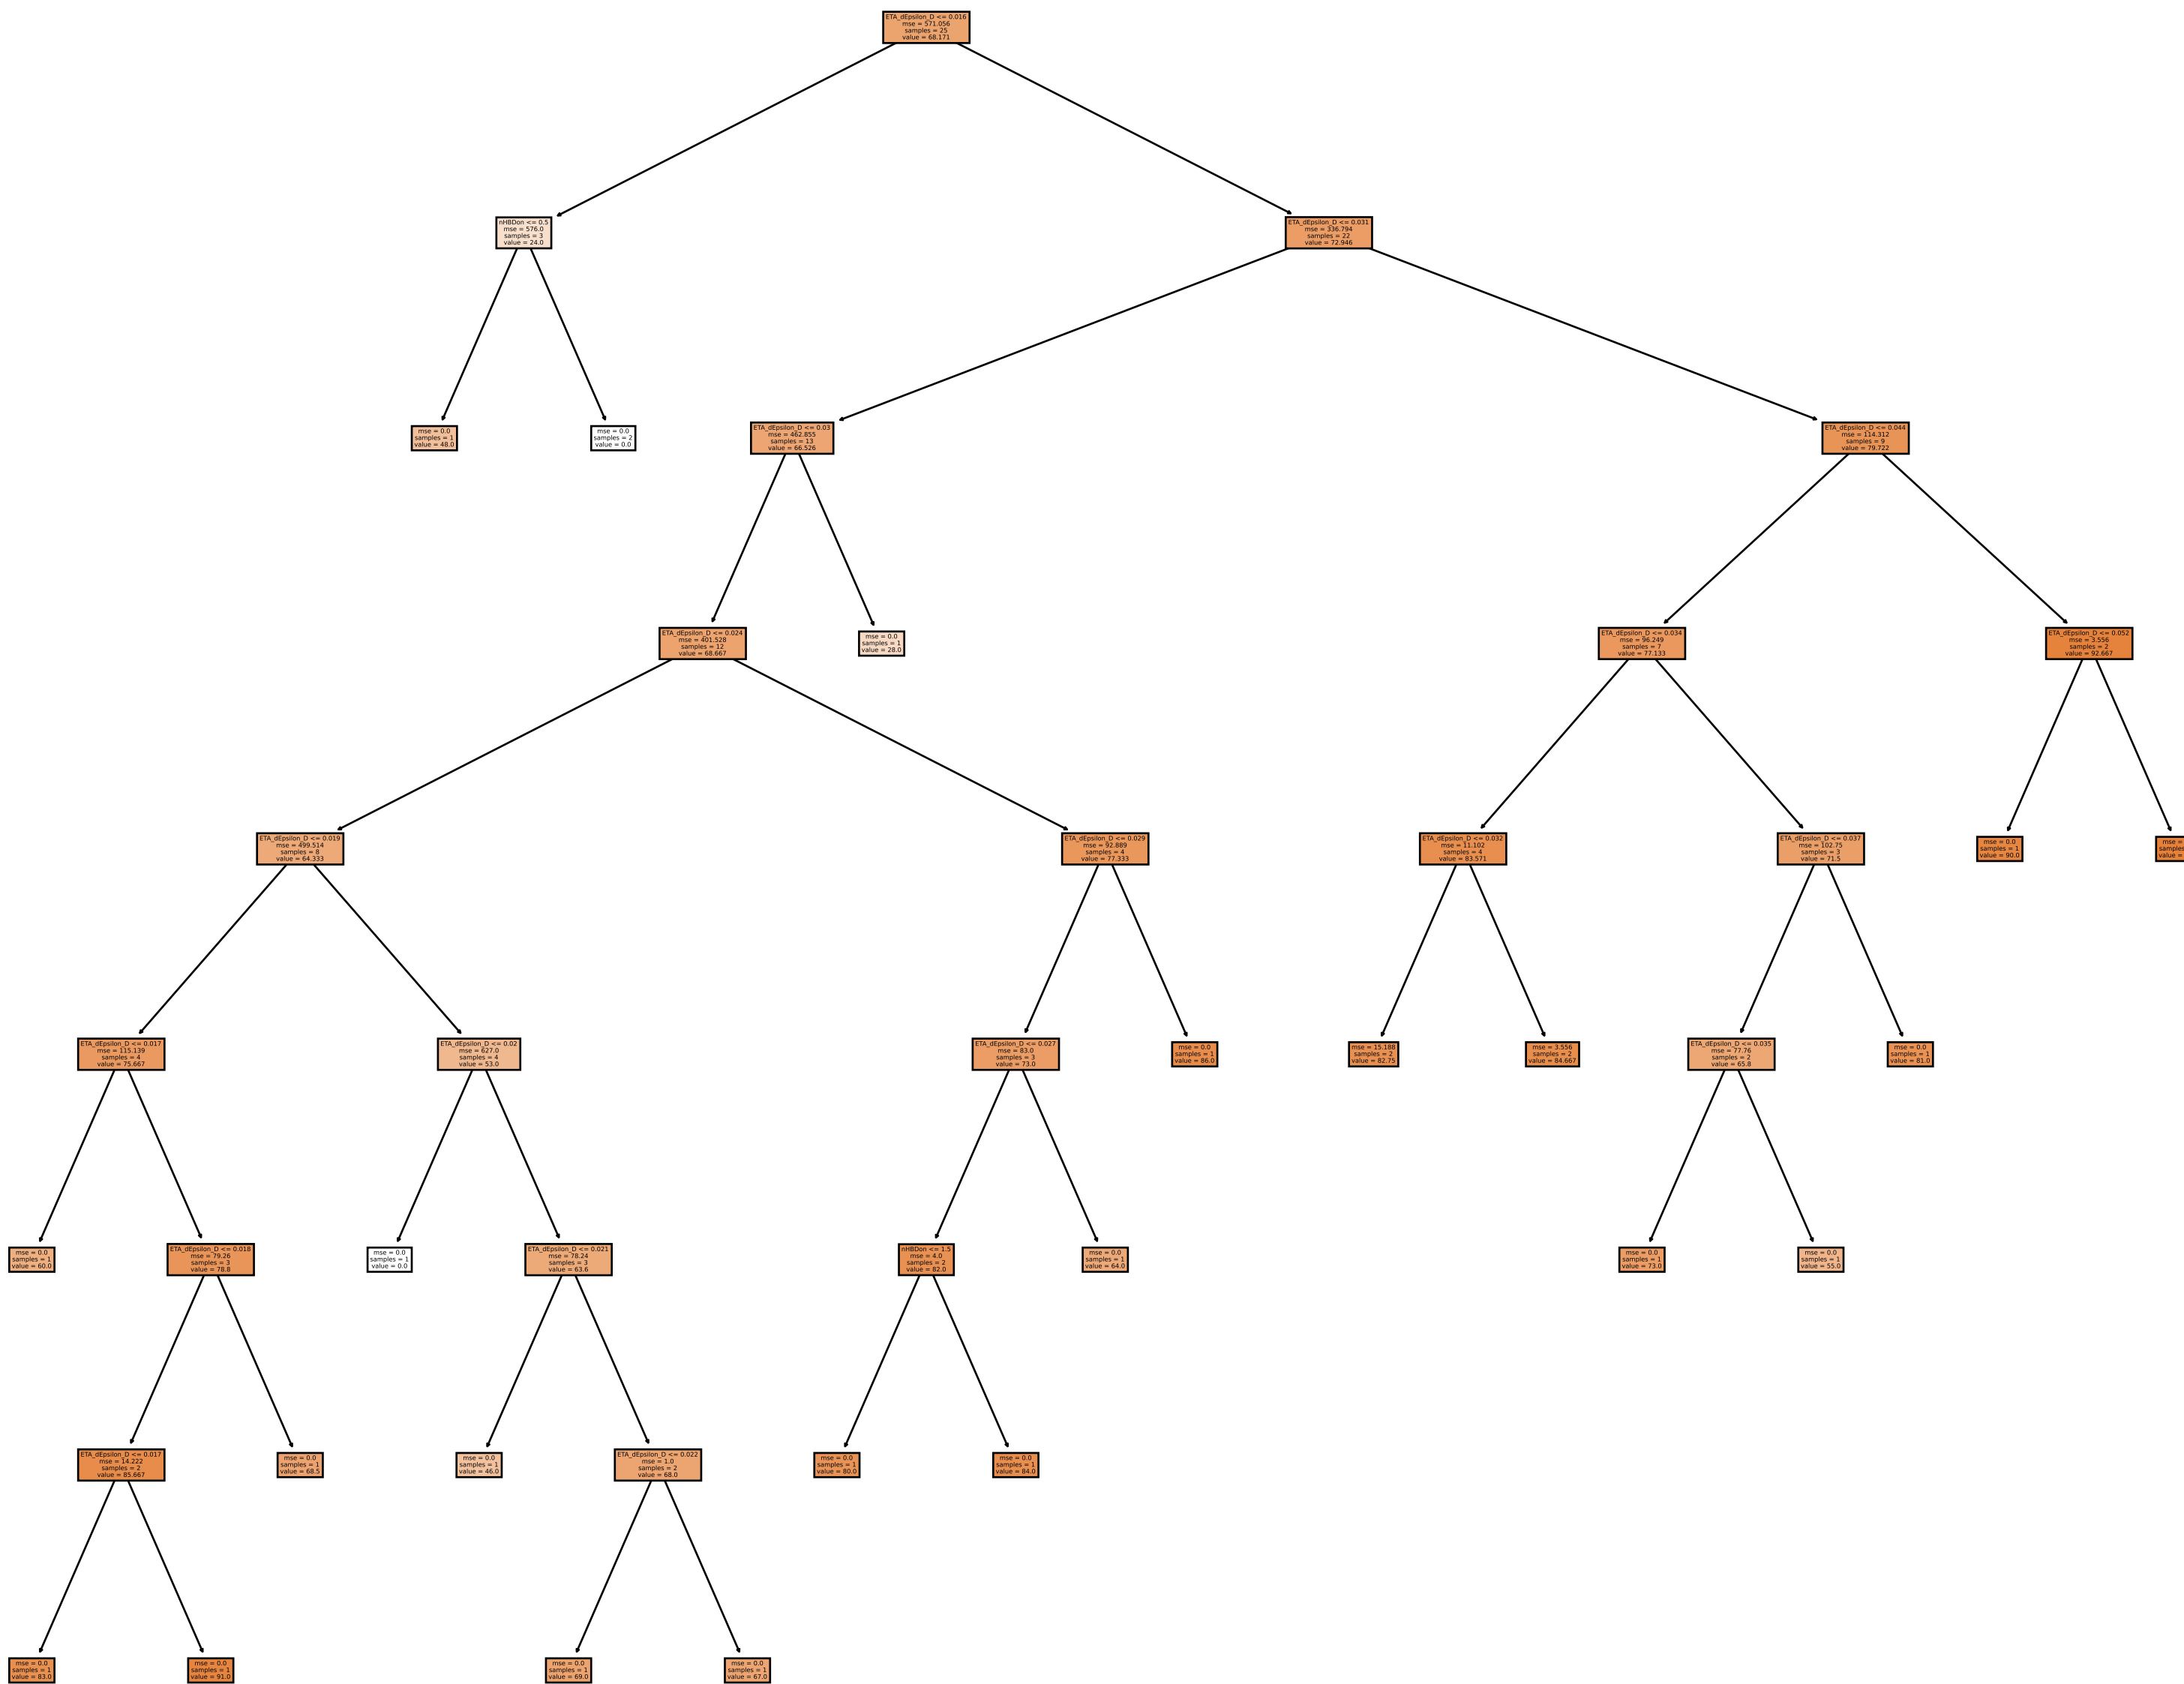 ETA_dEpsilon_D <= 0.016
mse = 571.056
samples = 25
value = 68.171
nHBDon <= 0.5
mse = 576.0
samples = 3
value = 24.0
ETA_dEpsilon_D <= 0.031
mse = 336.794
samples = 22
value = 72.946
mse = 0.0
samples = 1
value = 48.0
mse = 0.0
samples = 2
value = 0.0
ETA_dEpsilon_D <= 0.03
mse = 462.855
samples = 13
value = 66.526
ETA_dEpsilon_D <= 0.044
mse = 114.312
samples = 9
value = 79.722
ETA_dEpsilon_D <= 0.024
mse = 401.528
samples = 12
value = 68.667
mse = 0.0
samples = 1
value = 28.0
ETA_dEpsilon_D <= 0.034
mse = 96.249
samples = 7
value = 77.133
ETA_dEpsilon_D <= 0.052
mse = 3.556
samples = 2
value = 92.667
ETA_dEpsilon_D <= 0.019
mse = 499.514
samples = 8
value = 64.333
ETA_dEpsilon_D <= 0.029
mse = 92.889
samples = 4
value = 77.333
ETA_dEpsilon_D <= 0.032
mse = 11.102
samples = 4
value = 83.571
ETA_dEpsilon_D <= 0.037
mse = 102.75
samples = 3
value = 71.5
mse = 0.0
samples = 1
value = 90.0
mse =
samples
value =
ETA_dEpsilon_D <= 0.017
mse = 115.139
samples = 4
value = 75.667
ETA_dEpsilon_D <= 0.02
mse = 627.0
samples = 4
value = 53.0
ETA_dEpsilon_D <= 0.027
mse = 83.0
samples = 3
value = 73.0
mse = 0.0
samples = 1
value = 86.0
mse = 15.188
samples = 2
value = 82.75
mse = 3.556
samples = 2
value = 84.667
ETA_dEpsilon_D <= 0.035
mse = 77.76
samples = 2
value = 65.8
mse = 0.0
samples = 1
value = 81.0
mse = 0.0
samples = 1
value = 60.0
ETA_dEpsilon_D <= 0.018
mse = 79.26
samples = 3
value = 78.8
mse = 0.0
samples = 1
value = 0.0
ETA_dEpsilon_D <= 0.021
mse = 78.24
samples = 3
value = 63.6
nHBDon <= 1.5
mse = 4.0
samples = 2
value = 82.0
mse = 0.0
samples = 1
value = 64.0
mse = 0.0
samples = 1
value = 73.0
mse = 0.0
samples = 1
value = 55.0
ETA_dEpsilon_D <= 0.017
mse = 14.222
samples = 2
value = 85.667
mse = 0.0
samples = 1
value = 68.5
mse = 0.0
samples = 1
value = 46.0
ETA_dEpsilon_D <= 0.022
mse = 1.0
samples = 2
value = 68.0
mse = 0.0
samples = 1
value = 80.0
mse = 0.0
samples = 1
value = 84.0
mse = 0.0
samples = 1
value = 83.0
mse = 0.0
samples = 1
value = 91.0
mse = 0.0
samples = 1
value = 69.0
mse = 0.0
samples = 1
value = 67.0